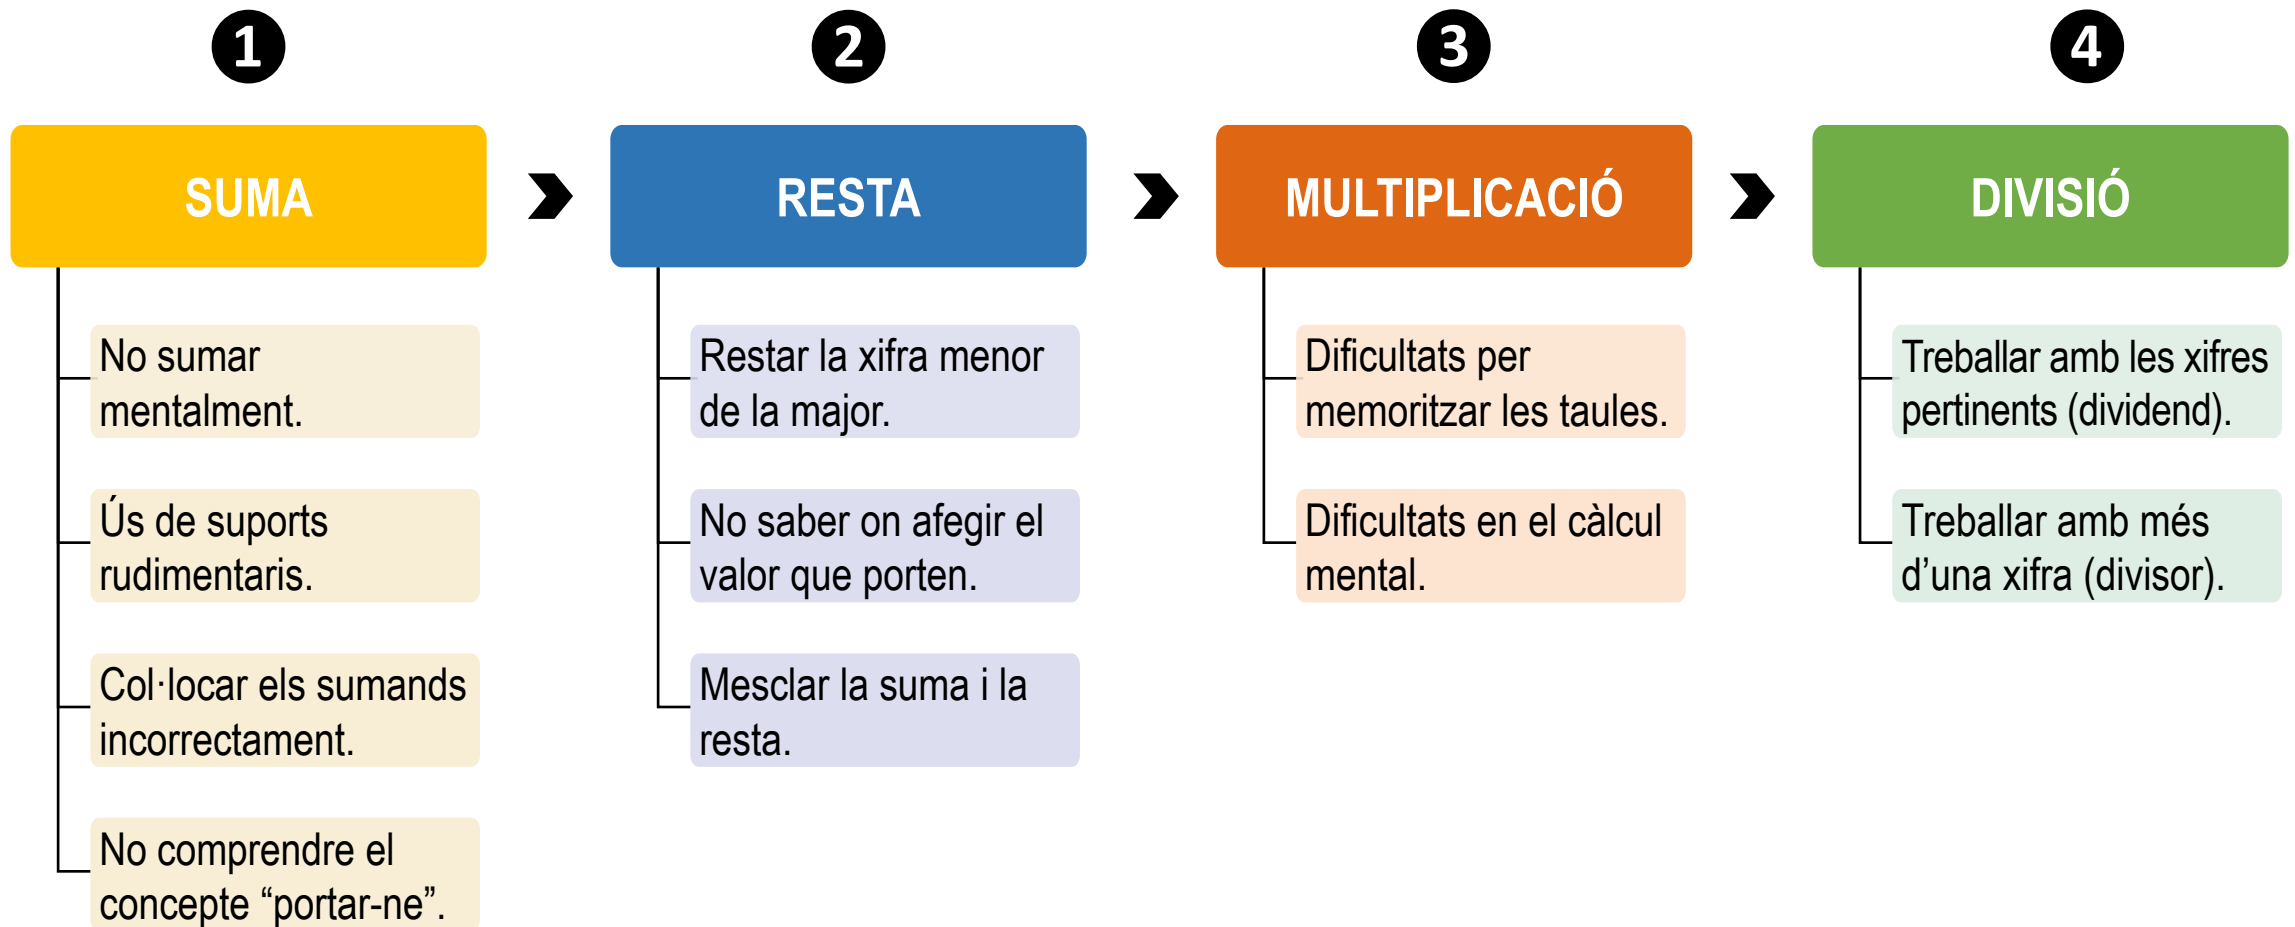 1
2
3
4
SUMA
RESTA
MULTIPLICACIÓ
DIVISIÓ
No sumar
mentalment.
Ús de suports
rudimentaris.
Col·locar els sumands
incorrectament.
No comprendre el
concepte “portar-ne”.
Restar la xifra menor
de la major.
No saber on afegir el
valor que porten.
Mesclar la suma i la
resta.
Dificultats per
memoritzar les taules.
Dificultats en el càlcul
mental.
Treballar amb les xifres
pertinents (dividend).
Treballar amb més
d’una xifra (divisor).